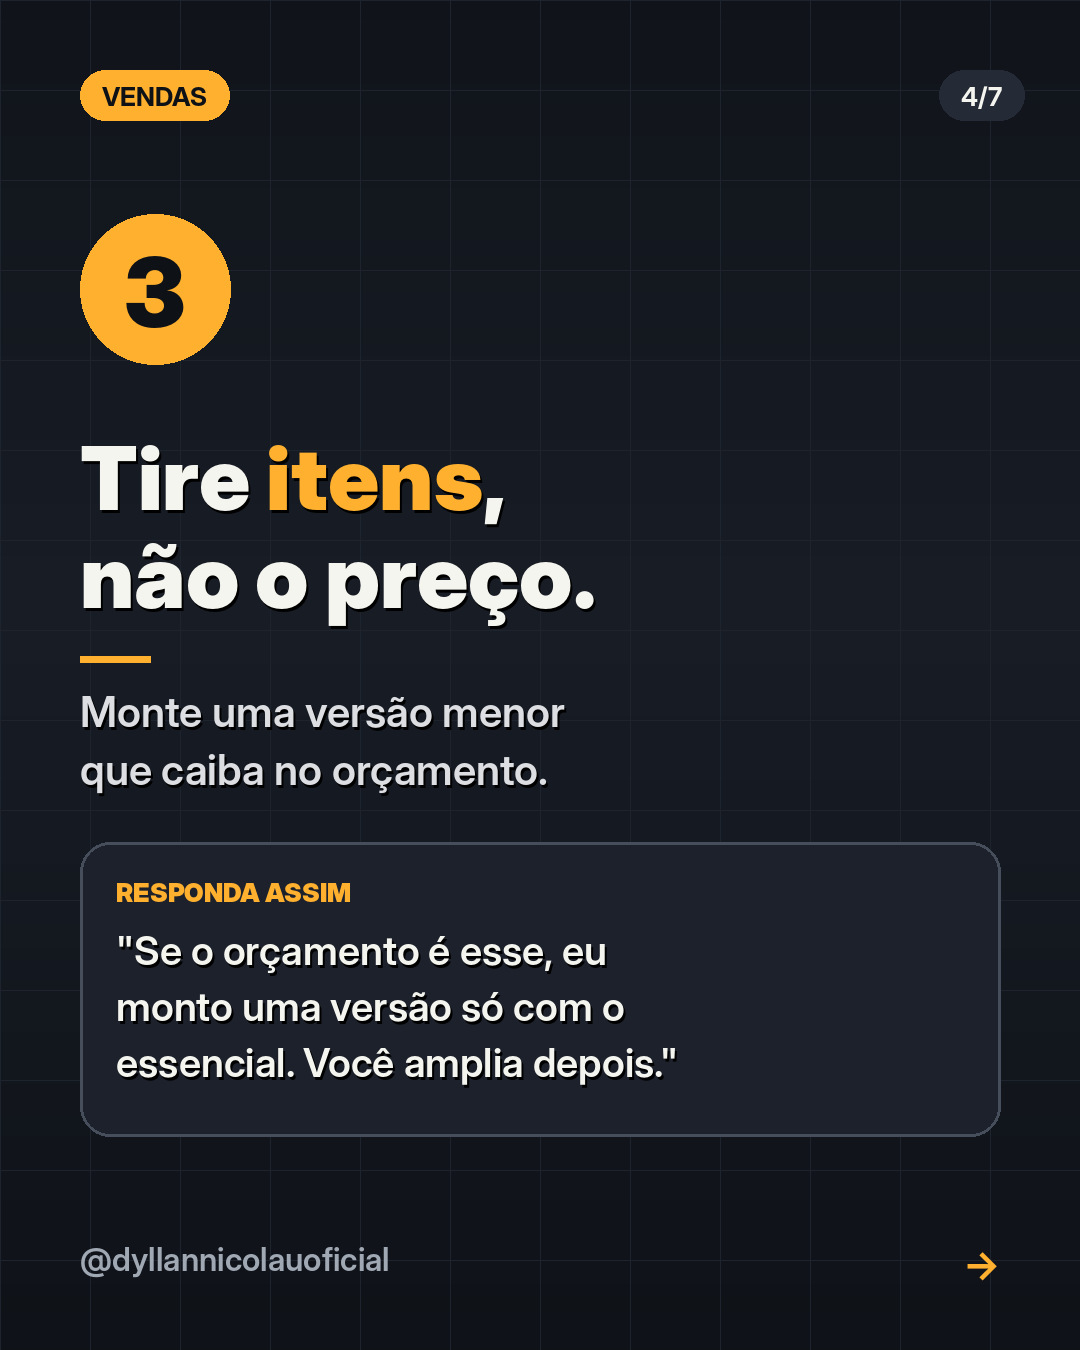 VENDAS
4/7
3
Tire itens,
não o preço.
Monte uma versão menor
que caiba no orçamento.
RESPONDA ASSIM
"Se o orçamento é esse, eu
monto uma versão só com o
essencial. Você amplia depois."
@dyllannicolauoficial
→